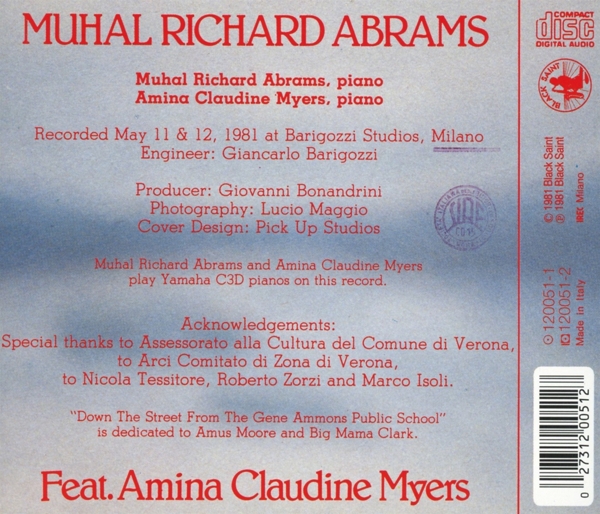 MUHAL RICHARD ABRAMS
Muhal Richard Abrams, piano
Amina Claudine Myers, piano
Recorded May 11 & 12, 1981 at Barigozzi Studios, Milano
Engineer: Giancarlo Barigozzi
Producer: Giovanni Bonandrini
Photography: Lucio Maggio
Cover Design: Pick Up Studios
Muhal Richard Abrams and Amina Claudine Myers
play Yamaha C3D pianos on this record.
Acknowledgements:
Special thanks to Assessorato alla Cultura del Comune di Verona,
to Arci Comitato di Zona di Verona,
to Nicola Tessitore, Roberto Zorzi and Marco Isoli.
"Down The Street From The Gene Ammons Public School"
is dedicated to Amus Moore and Big Mama Clark.
Feat. Amina Claudine Myers
COMPACT
disc
DIGITAL AUDIO
BLACK SAINT
© 1981 Black Saint
℗ 1981 Black Saint
Milano
120051-1
120051-2
Made in Italy
0 27312 00512